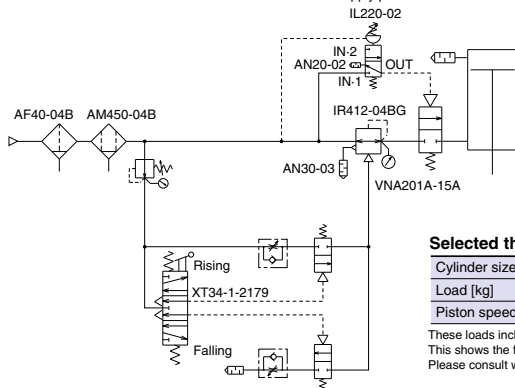 IL220-02
IN·2
AN20-02
OUT
IN·1
AF40-04B
AM450-04B
IR412-04BG
AN30-03
VNA201A-15A
Rising
XT34-1-2179
Falling
Selected
Cylinder size
Load [kg]
Piston speed
These loads
This shows the
Please consult